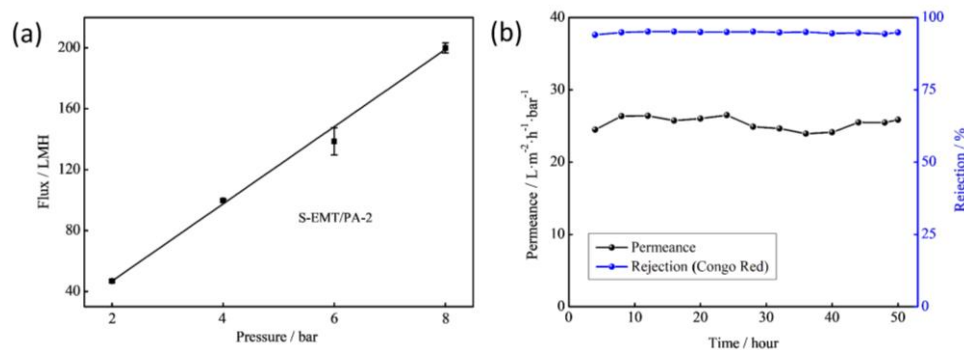 (a)
200
160
120
80
40
Flux / LMH
S-EMT/PA-2
2
4
6
8
Pressure / bar
(b)
40
30
20
10
0
Permeance / L·m⁻²·h⁻¹·bar⁻¹
100
75
50
25
0
Rejection / %
Permeance
Rejection (Congo Red)
0
10
20
30
40
50
Time / hour